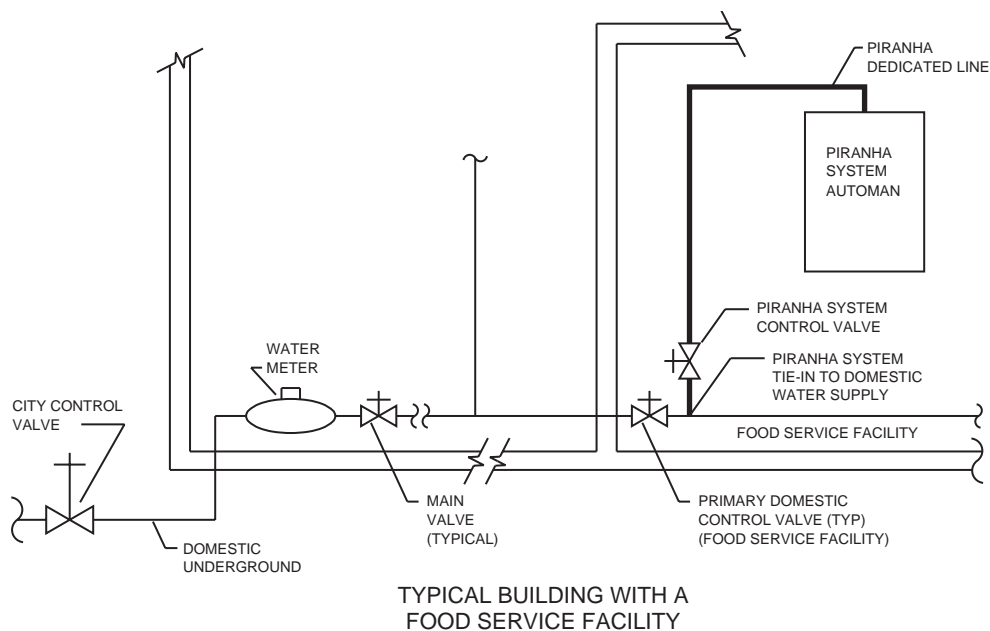 PIRANHA
DEDICATED LINE
PIRANHA
SYSTEM
AUTOMAN
PIRANHA SYSTEM
CONTROL VALVE
WATER
METER
PIRANHA SYSTEM
TIE-IN TO DOMESTIC
WATER SUPPLY
CITY CONTROL
VALVE
FOOD SERVICE FACILITY
MAIN
VALVE
(TYPICAL)
PRIMARY DOMESTIC
CONTROL VALVE (TYP)
(FOOD SERVICE FACILITY)
DOMESTIC
UNDERGROUND
TYPICAL BUILDING WITH A
FOOD SERVICE FACILITY